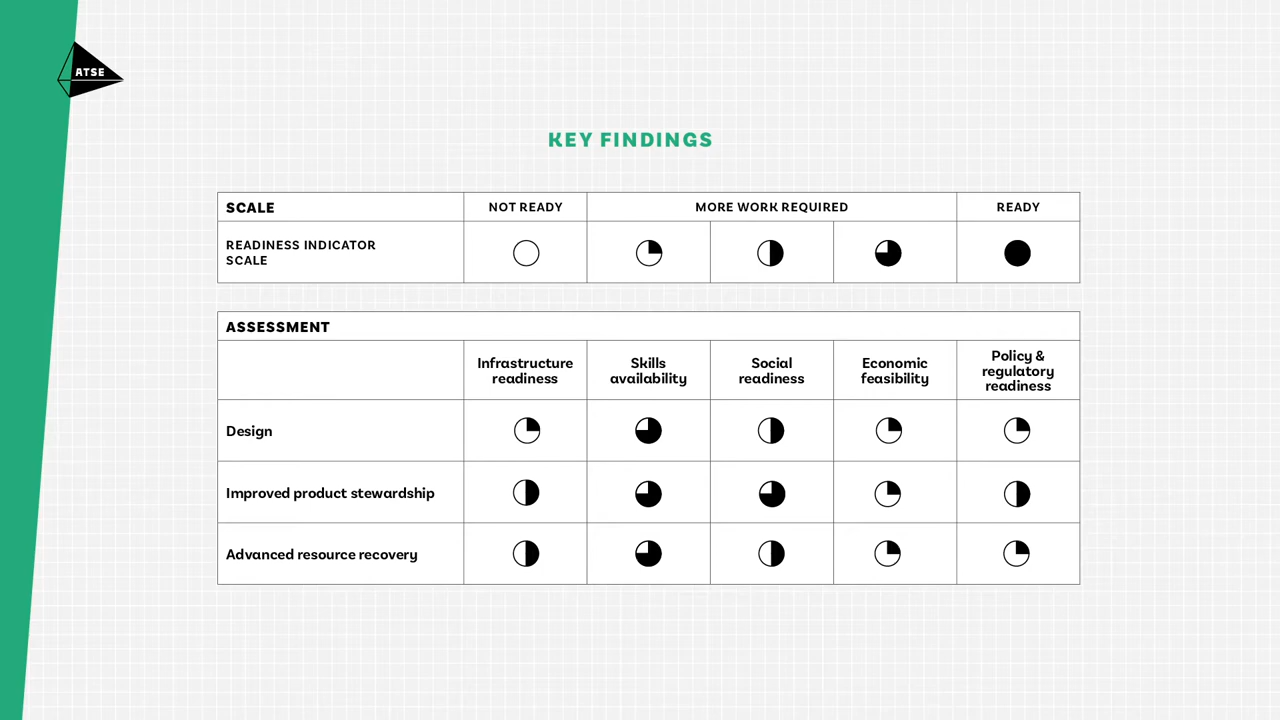 ATSE
KEY FINDINGS
SCALE
NOT READY
MORE WORK REQUIRED
READY
READINESS INDICATOR
SCALE
ASSESSMENT
Infrastructure
readiness
Skills
availability
Social
readiness
Economic
feasibility
Policy &
regulatory
readiness
Design
Improved product stewardship
Advanced resource recovery